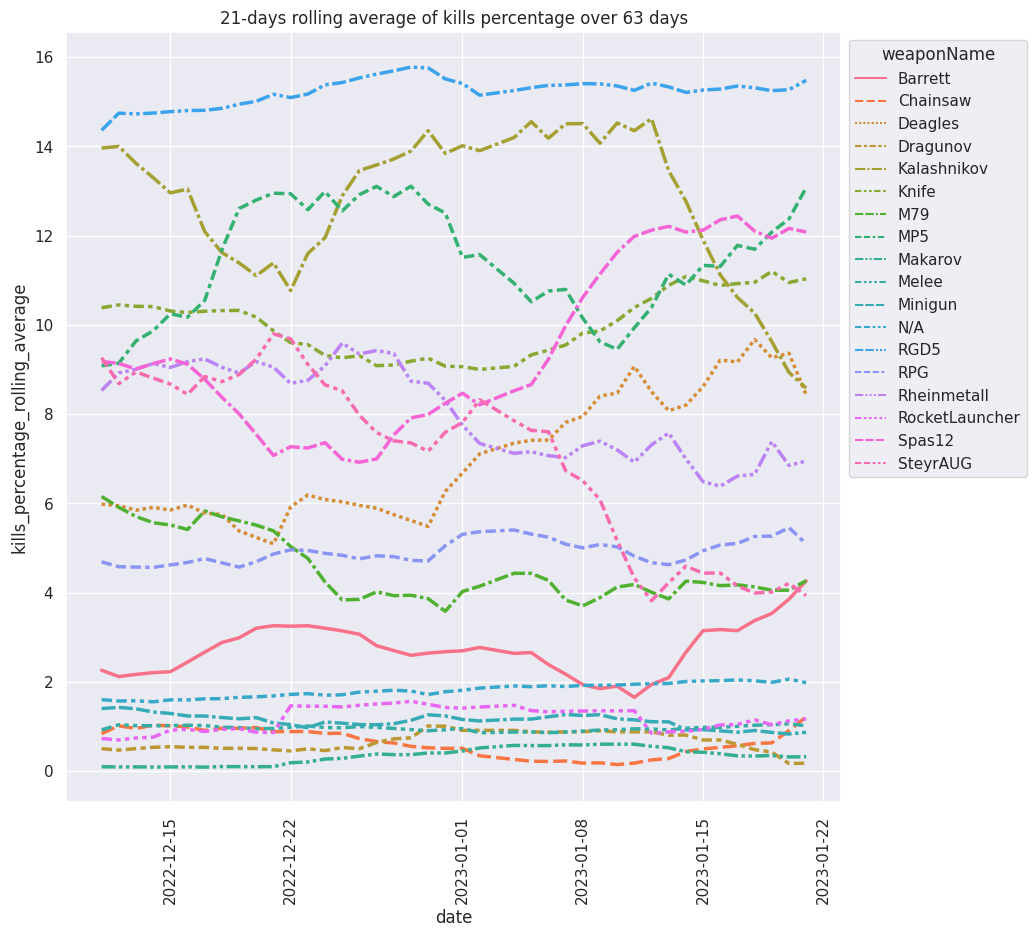 21-days rolling average of kills percentage over 63 days
kills_percentage_rolling_average
16
14
12
10
8
6
4
2
0
2022-12-15
2022-12-22
2023-01-01
2023-01-08
2023-01-15
2023-01-22
date
weaponName
Barrett
Chainsaw
Deagles
Dragunov
Kalashnikov
Knife
M79
MP5
Makarov
Melee
Minigun
N/A
RGD5
RPG
Rheinmetall
RocketLauncher
Spas12
SteyrAUG